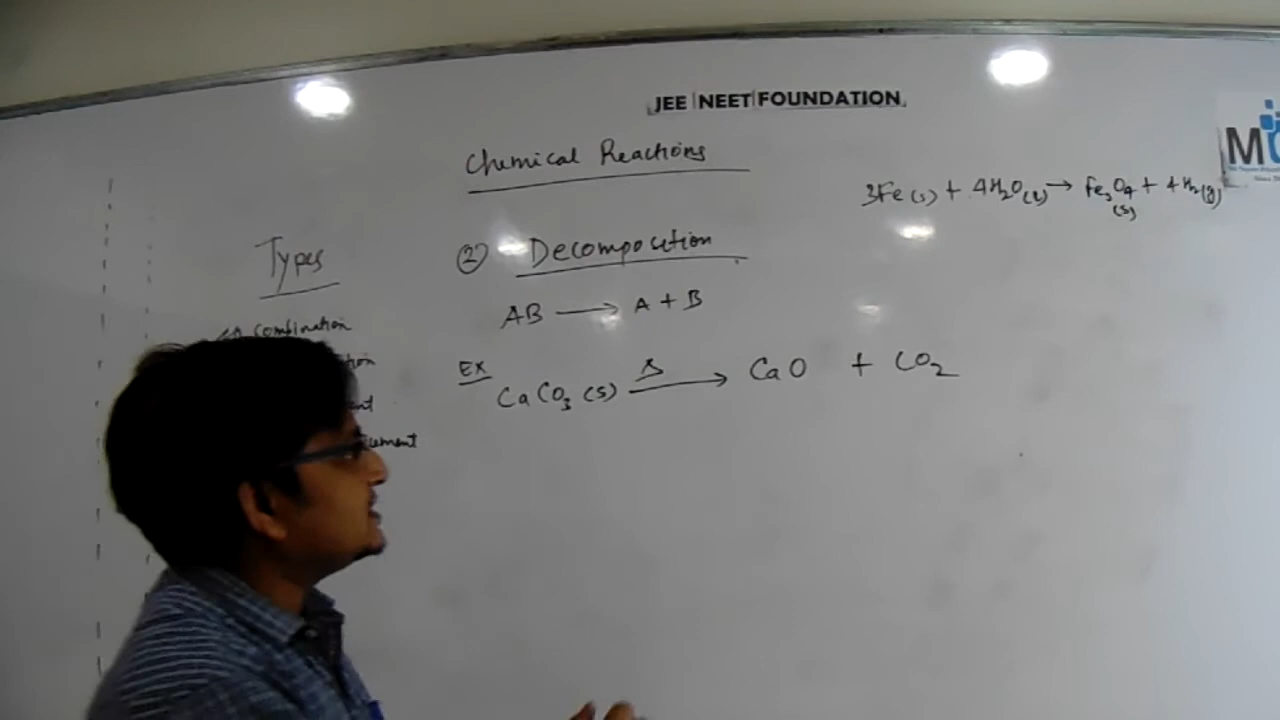 JEE NEET FOUNDATION
Chemical Reactions
3Fe(s) + 4H₂O(l) → Fe₃O₄(s) + 4H₂(g)
Types
② Decomposition
AB → A + B
Combination
Ex
CaCO₃(s) Δ→ CaO + CO₂